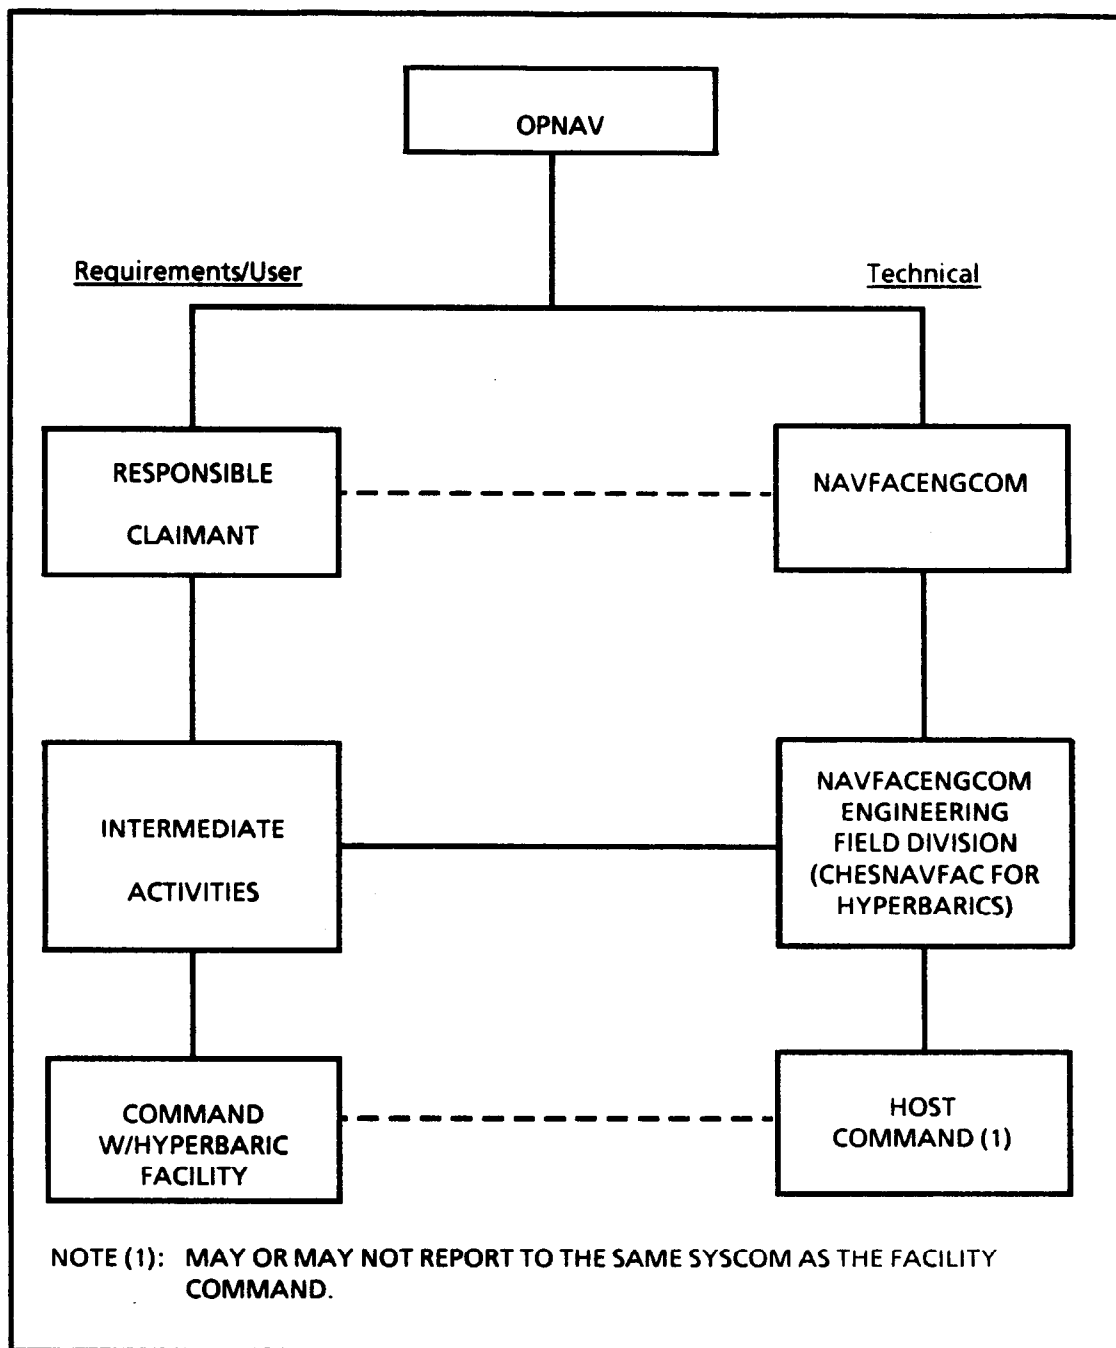 OPNAV
Requirements/User
Technical
RESPONSIBLE
CLAIMANT
NAVFACENGCOM
INTERMEDIATE
ACTIVITIES
NAVFACENGCOM
ENGINEERING
FIELD DIVISION
(CHESNAVFAC FOR
HYPERBARICS)
COMMAND
W/HYPERBARIC
FACILITY
HOST
COMMAND (1)
NOTE (1): MAY OR MAY NOT REPORT TO THE SAME SYSCOM AS THE FACILITY
COMMAND.